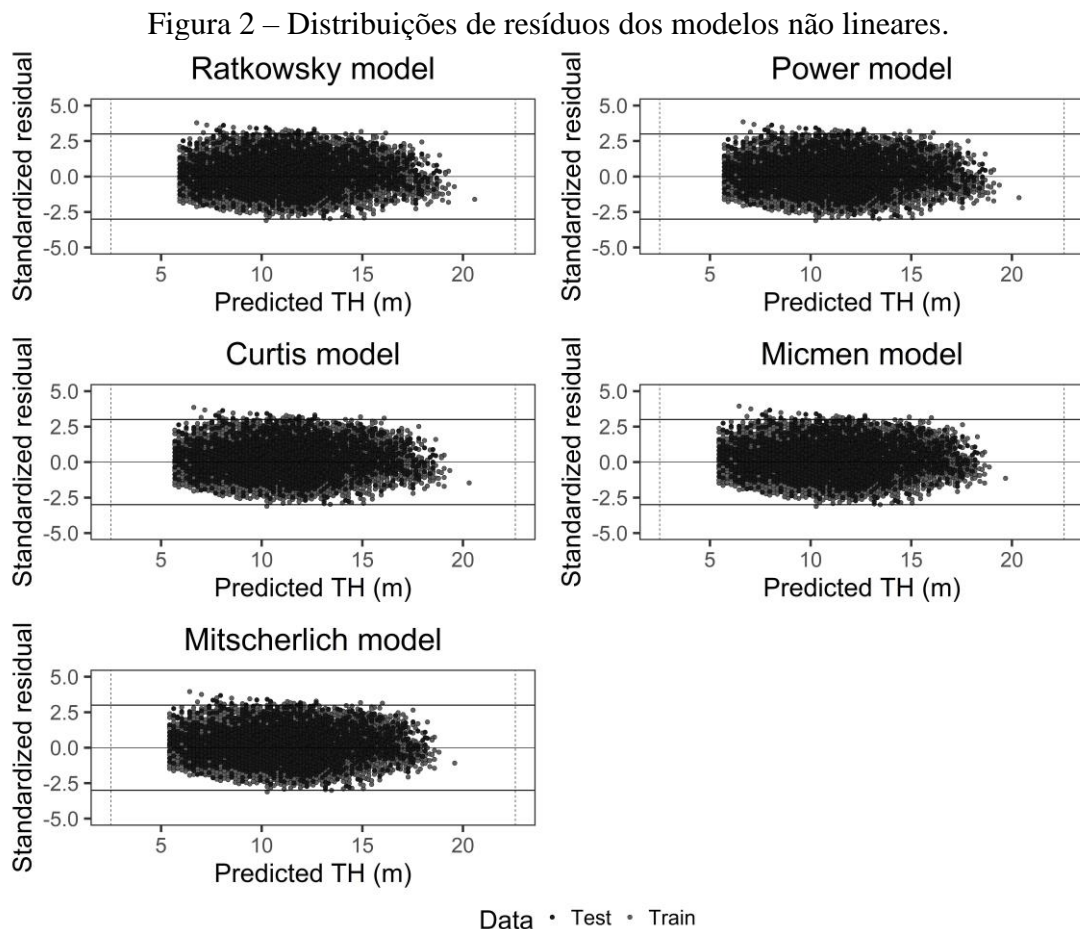 Figura 2 – Distribuições de resíduos dos modelos não lineares.
Ratkowsky model
Standardized residual
5.0
2.5
0.0
-2.5
-5.0
5 10 15 20
Predicted TH (m)
Power model
Standardized residual
5.0
2.5
0.0
-2.5
-5.0
5 10 15 20
Predicted TH (m)
Curtis model
Standardized residual
5.0
2.5
0.0
-2.5
-5.0
5 10 15 20
Predicted TH (m)
Micmen model
Standardized residual
5.0
2.5
0.0
-2.5
-5.0
5 10 15 20
Predicted TH (m)
Mitscherlich model
Standardized residual
5.0
2.5
0.0
-2.5
-5.0
5 10 15 20
Predicted TH (m)
Data • Test • Train